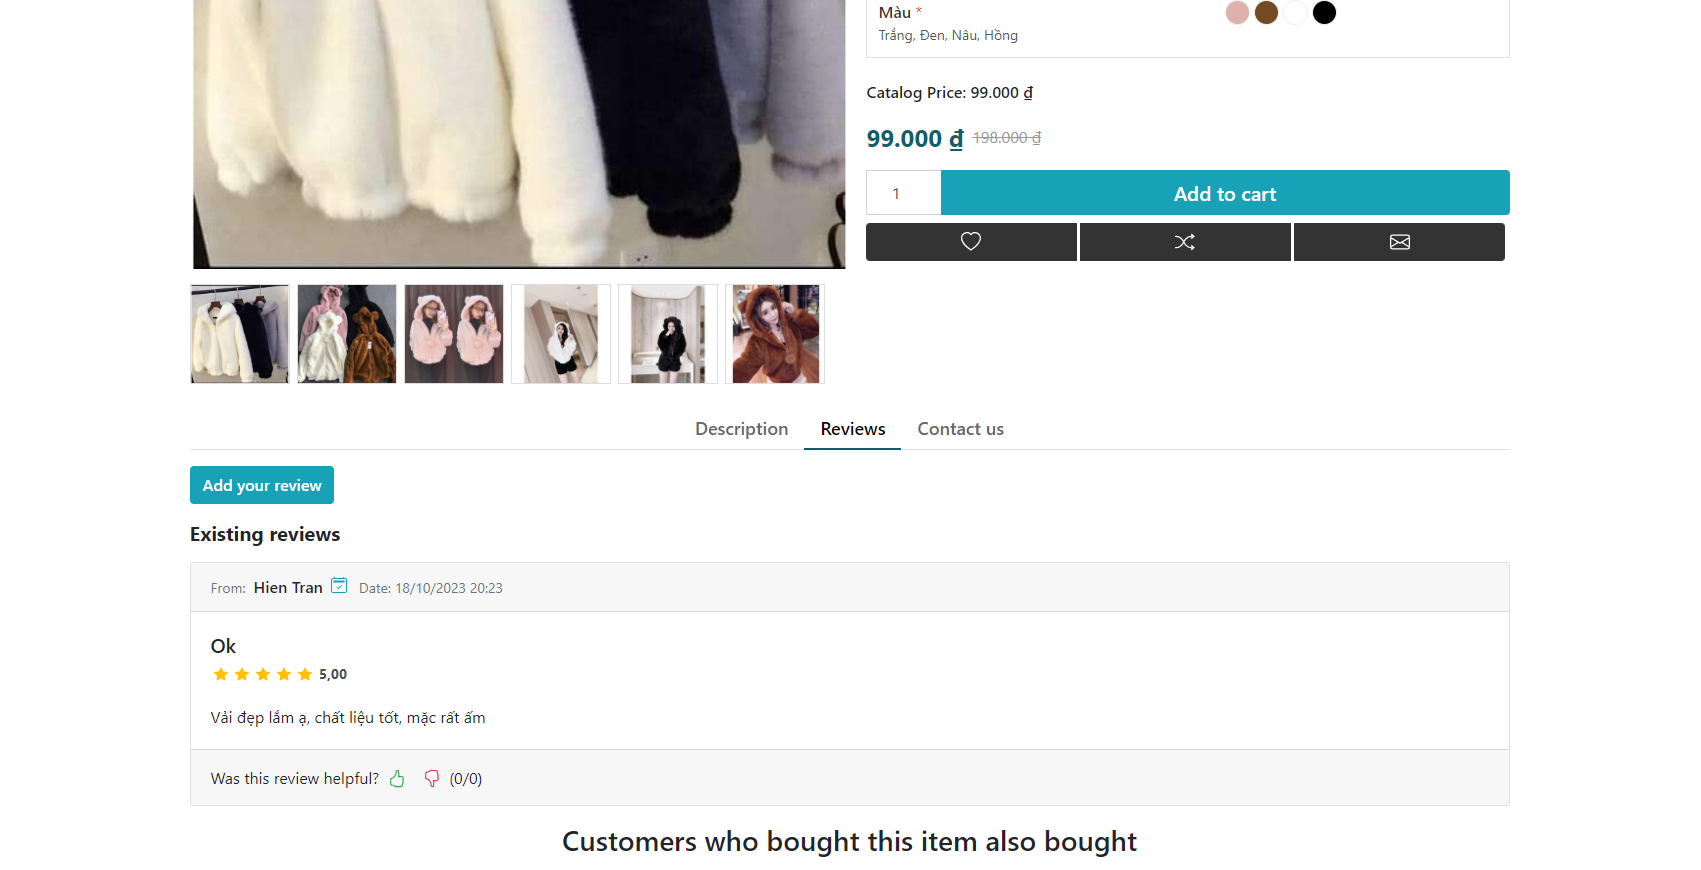 Màu *
Trắng, Đen, Nâu, Hồng
Catalog Price: 99.000 ₫
99.000 ₫ 198.000 ₫
1 Add to cart
Description Reviews Contact us
Add your review
Existing reviews
From: Hien Tran Date: 18/10/2023 20:23
Ok
5,00
Vải đẹp lắm ạ, chất liệu tốt, mặc rất ấm
Was this review helpful? (0/0)
Customers who bought this item also bought